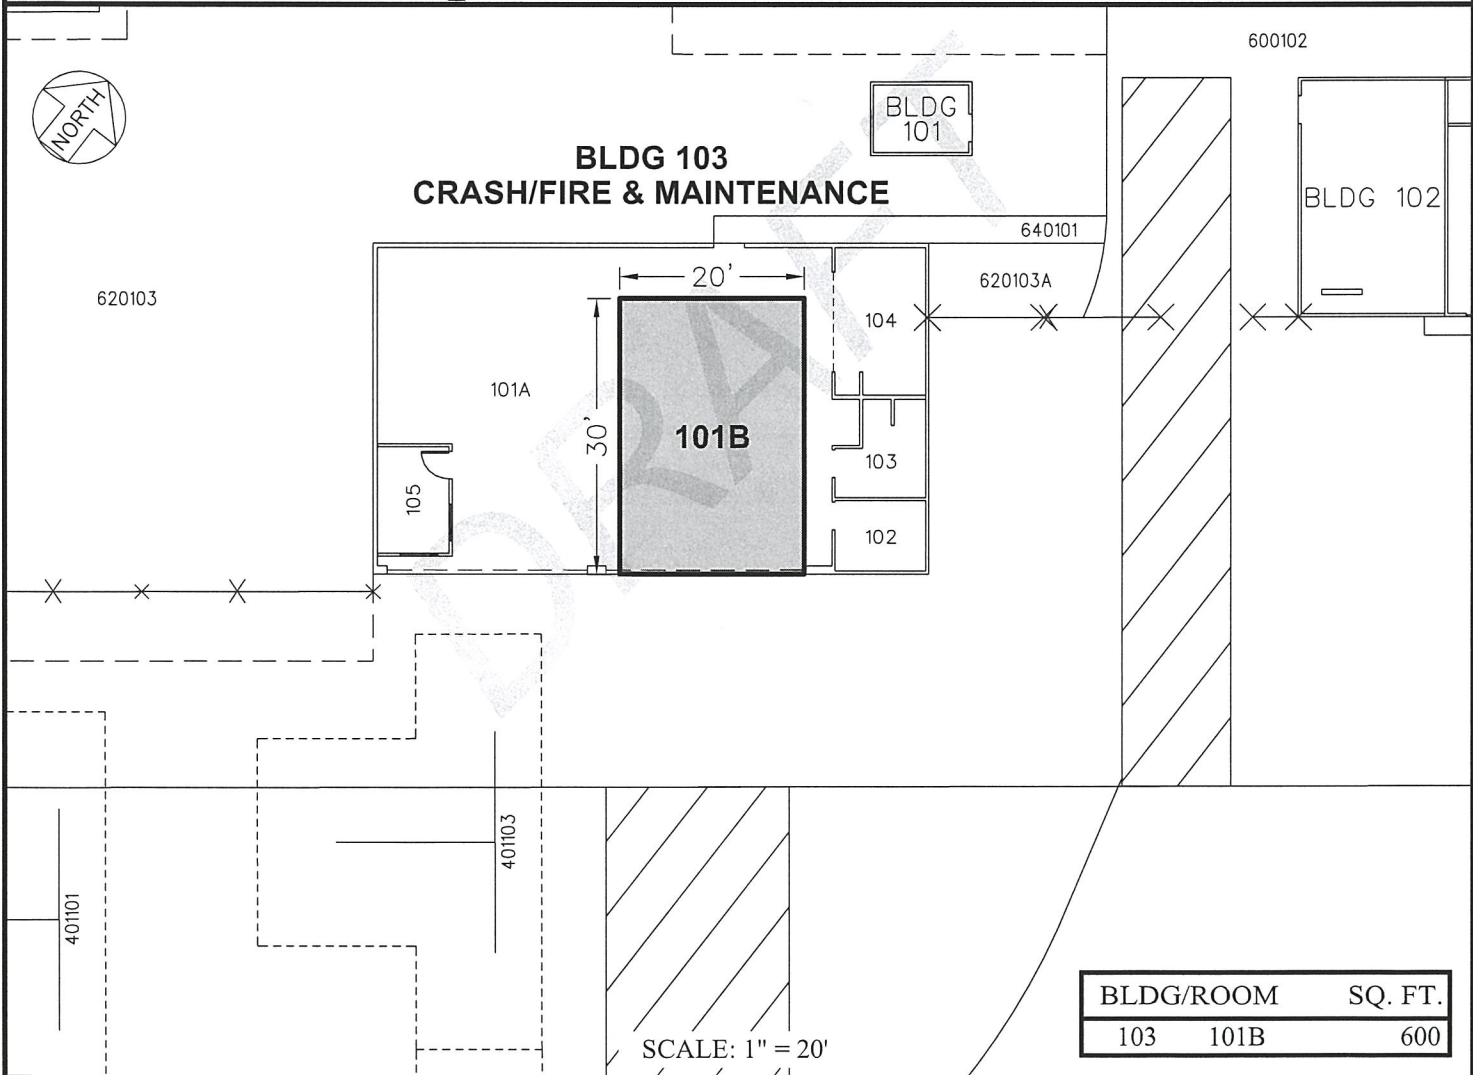 600102
NORTH
BLDG
101
BLDG 103
CRASH/FIRE & MAINTENANCE
BLDG 102
640101
620103A
620103
20'
104
101A
30'
101B
103
105
102
401103
401101
DRAFT
BLDG/ROOM SQ. FT.
103 101B 600
SCALE: 1" = 20'